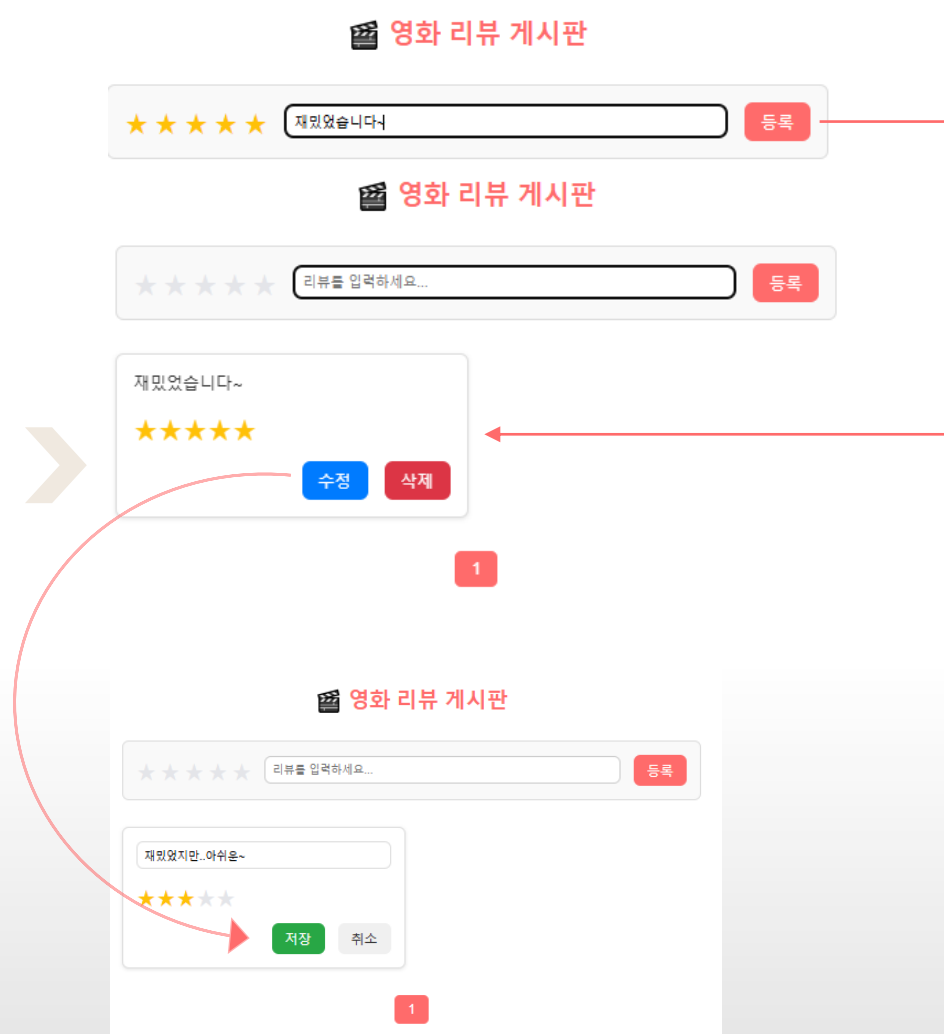 영화 리뷰 게시판
재밌었습니다~
등록
영화 리뷰 게시판
리뷰를 입력하세요...
등록
재밌었습니다~
수정 삭제
1
영화 리뷰 게시판
리뷰를 입력하세요...
등록
재밌었지만..아쉬운~
저장 취소
1